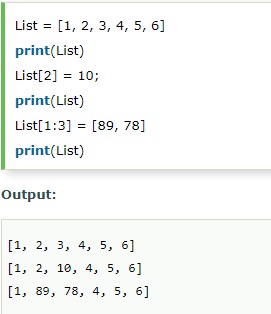 List = [1, 2, 3, 4, 5, 6]
print(List)
List[2] = 10;
print(List)
List[1:3] = [89, 78]
print(List)
Output:
[1, 2, 3, 4, 5, 6]
[1, 2, 10, 4, 5, 6]
[1, 89, 78, 4, 5, 6]